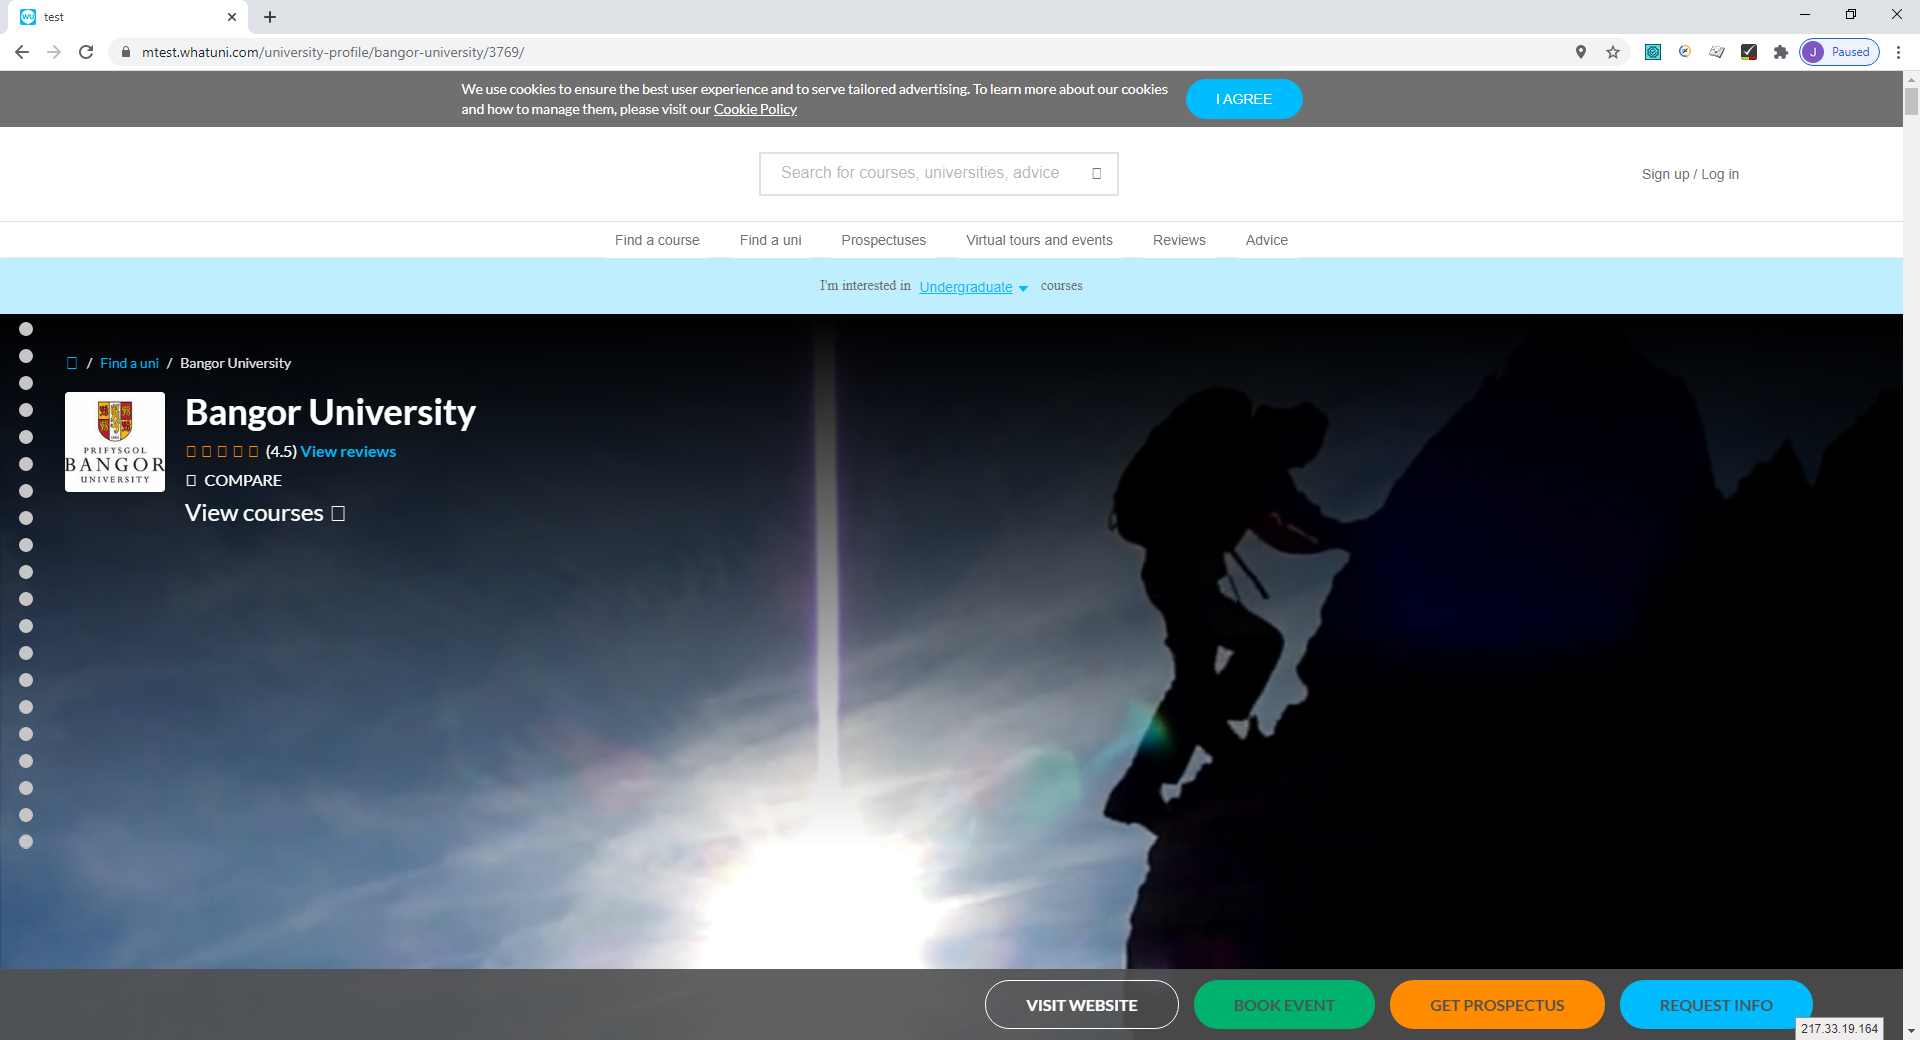 test
mtest.whatuni.com/university-profile/bangor-university/3769/
J Paused
We use cookies to ensure the best user experience and to serve tailored advertising. To learn more about our cookies
and how to manage them, please visit our Cookie Policy
I AGREE
Search for courses, universities, advice
Sign up / Log in
Find a course Find a uni Prospectuses Virtual tours and events Reviews Advice
I'm interested in Undergraduate courses
/ Find a uni / Bangor University
PRIFYSGOL
BANGOR
UNIVERSITY
Bangor University
(4.5) View reviews
COMPARE
View courses
VISIT WEBSITE BOOK EVENT GET PROSPECTUS REQUEST INFO
217.33.19.164